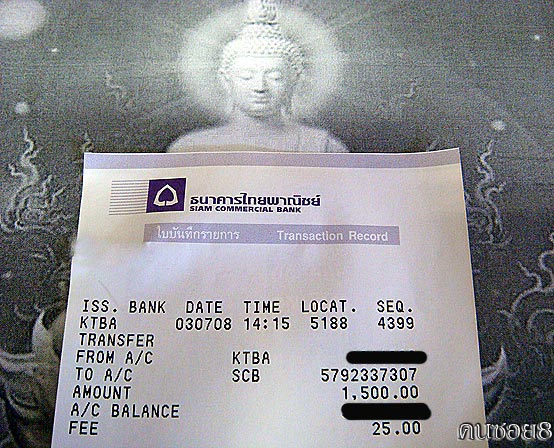 ธนาคารไทยพาณิชย์
SIAM COMMERCIAL BANK
ใบบันทึกรายการ Transaction Record
ISS. BANK DATE TIME LOCAT. SEQ.
KTBA 030708 14:15 5188 4399
TRANSFER
FROM A/C KTBA
TO A/C SCB 5792337307
AMOUNT 1,500.00
A/C BALANCE
FEE 25.00
คนซอย8